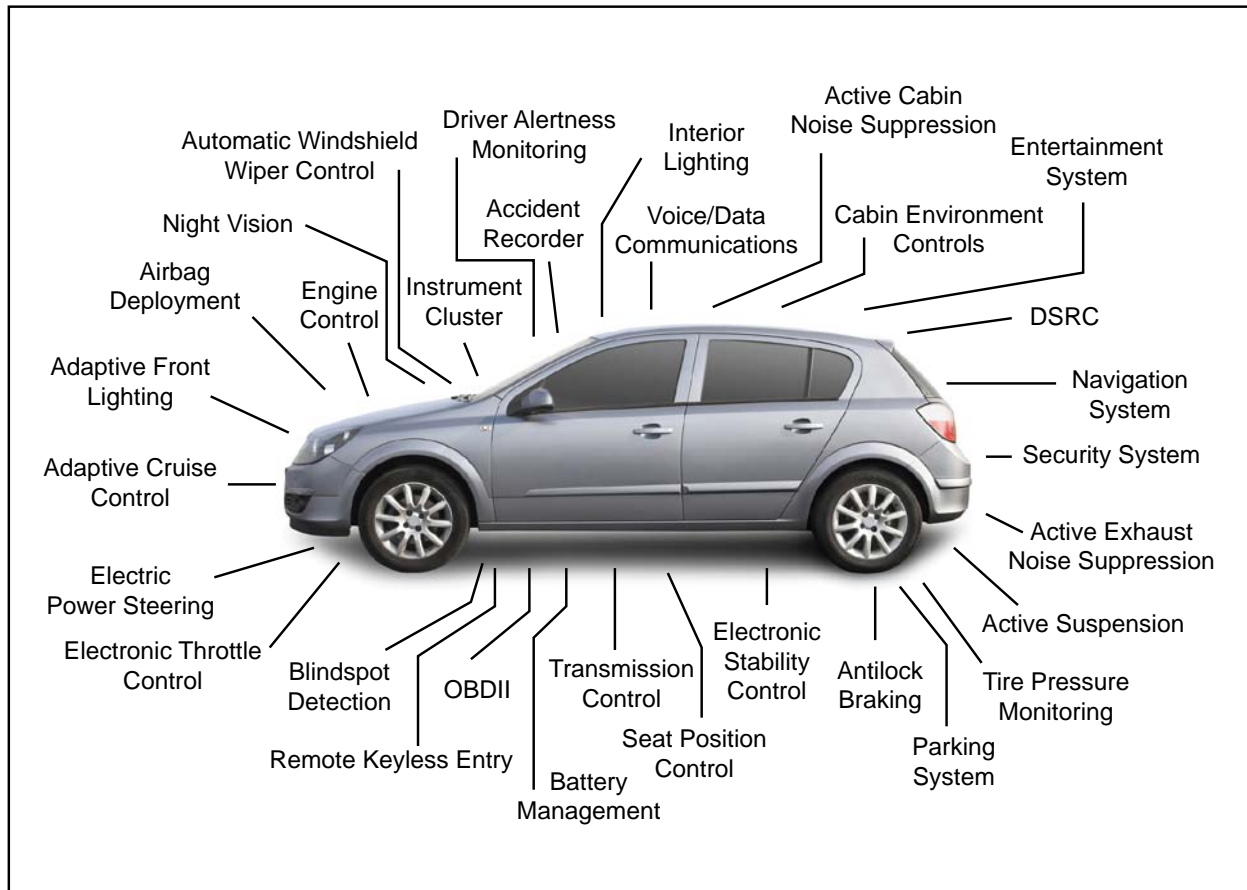 Active Cabin
Noise Suppression
Driver Alertness
Monitoring
Interior
Lighting
Entertainment
System
Automatic Windshield
Wiper Control
Accident
Recorder
Voice/Data
Communications
Cabin Environment
Controls
Night Vision
Airbag
Deployment
Engine
Control
Instrument
Cluster
DSRC
Adaptive Front
Lighting
Navigation
System
Adaptive Cruise
Control
Security System
Active Exhaust
Noise Suppression
Electric
Power Steering
Active Suspension
Electronic Throttle
Control
Blindspot
Detection
OBDII
Transmission
Control
Electronic
Stability
Control
Antilock
Braking
Tire Pressure
Monitoring
Remote Keyless Entry
Seat Position
Control
Parking
System
Battery
Management